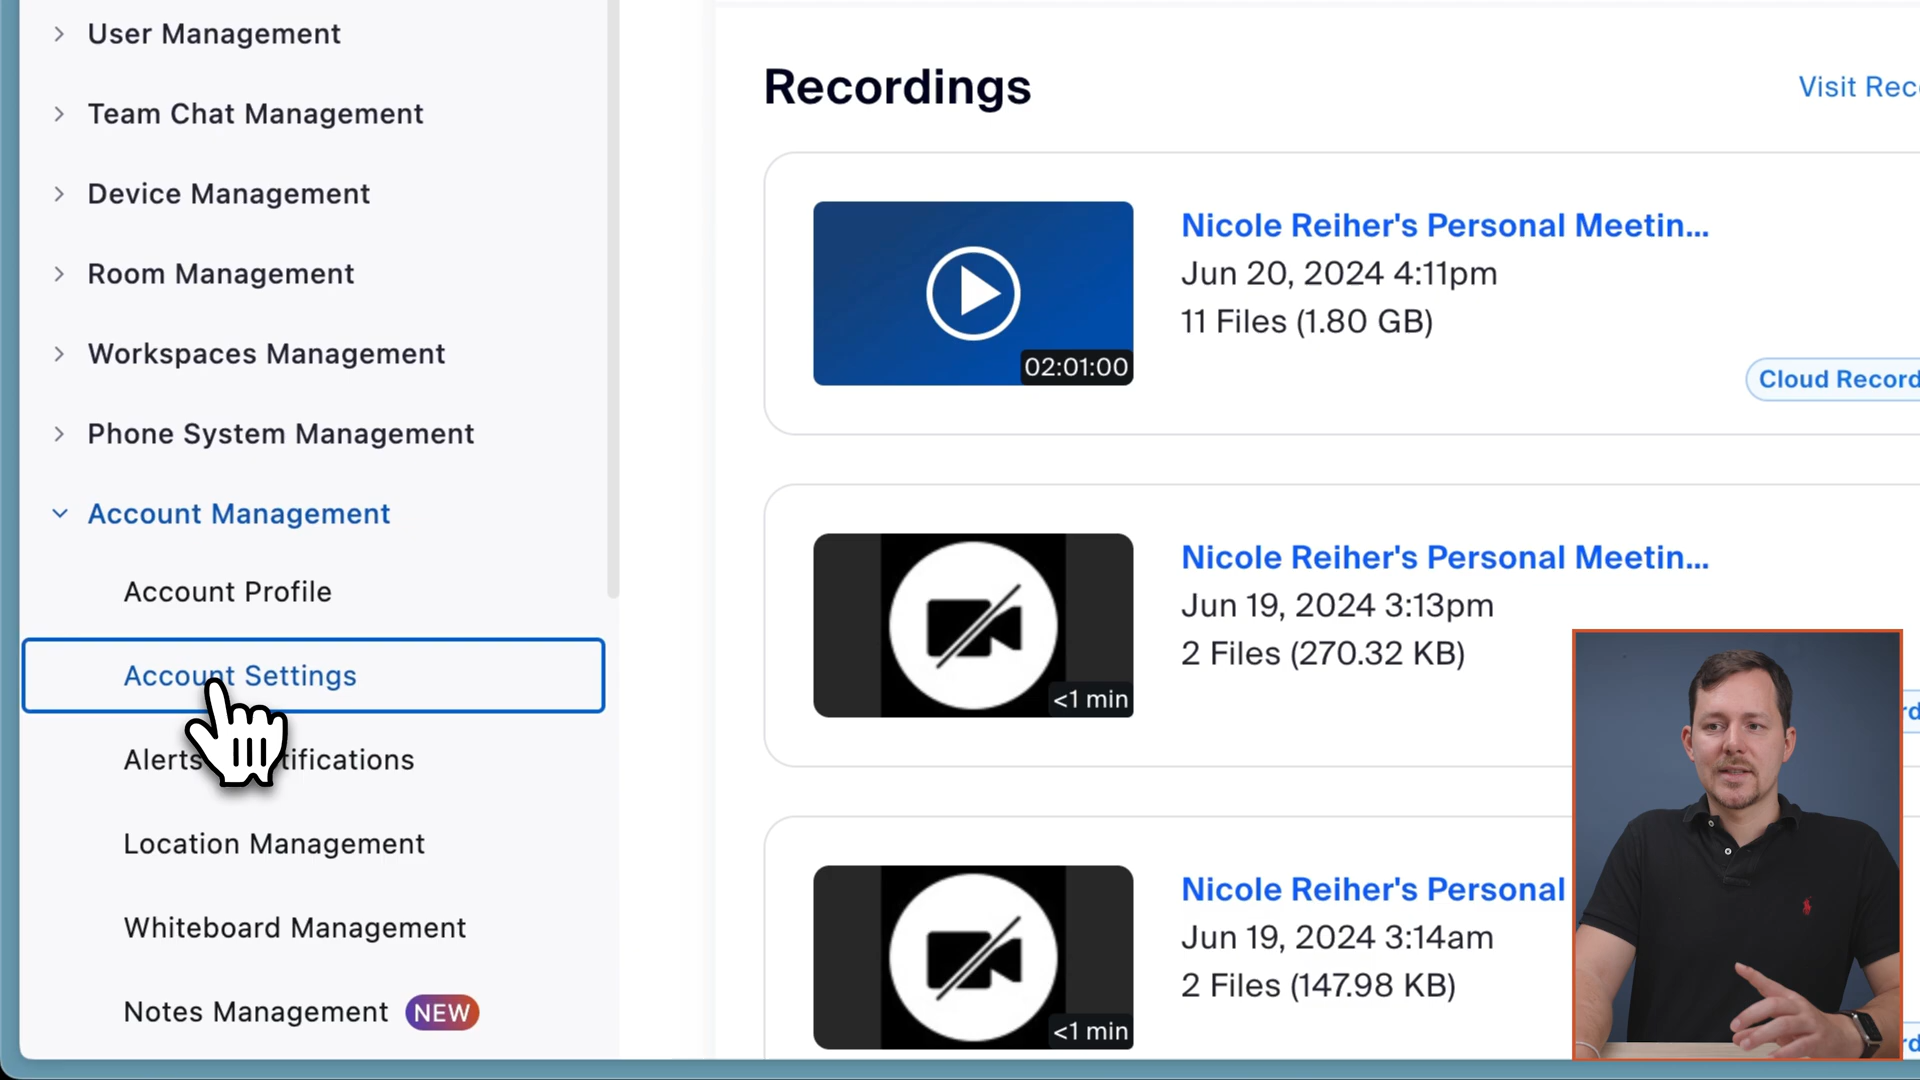 User Management
Team Chat Management
Device Management
Room Management
Workspaces Management
Phone System Management
Account Management
Account Profile
Account Settings
Alerts tifications
Location Management
Whiteboard Management
Notes Management NEW
Recordings
Visit Rec
Nicole Reiher's Personal Meetin...
Jun 20, 2024 4:11pm
11 Files (1.80 GB)
02:01:00
Cloud Record
Nicole Reiher's Personal Meetin...
Jun 19, 2024 3:13pm
2 Files (270.32 KB)
<1 min
rd
Nicole Reiher's Personal
Jun 19, 2024 3:14am
2 Files (147.98 KB)
<1 min
rd